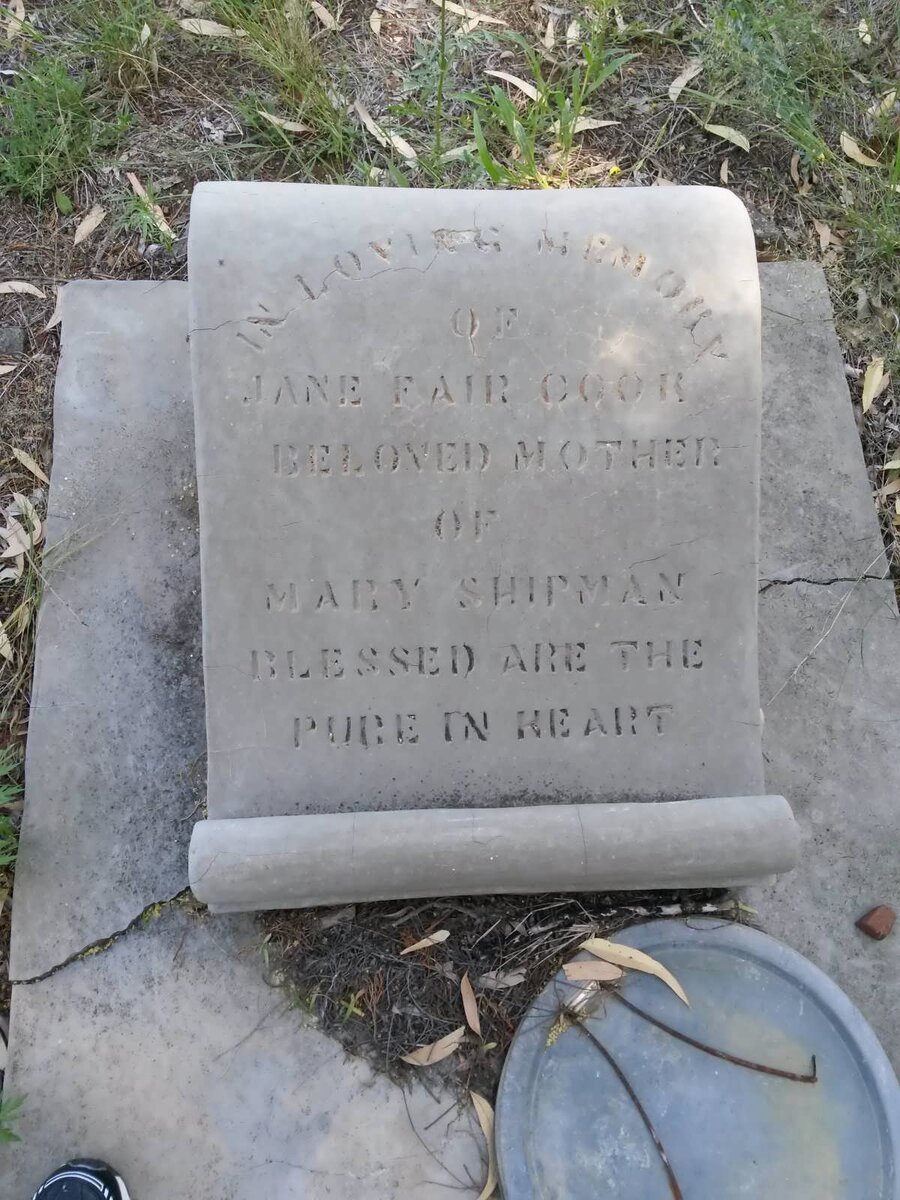 IN LOVING MEMORY
OF
JANE FAIR COOK
BELOVED MOTHER
OF
MARY SHIPMAN
BLESSED ARE THE
PURE IN HEART